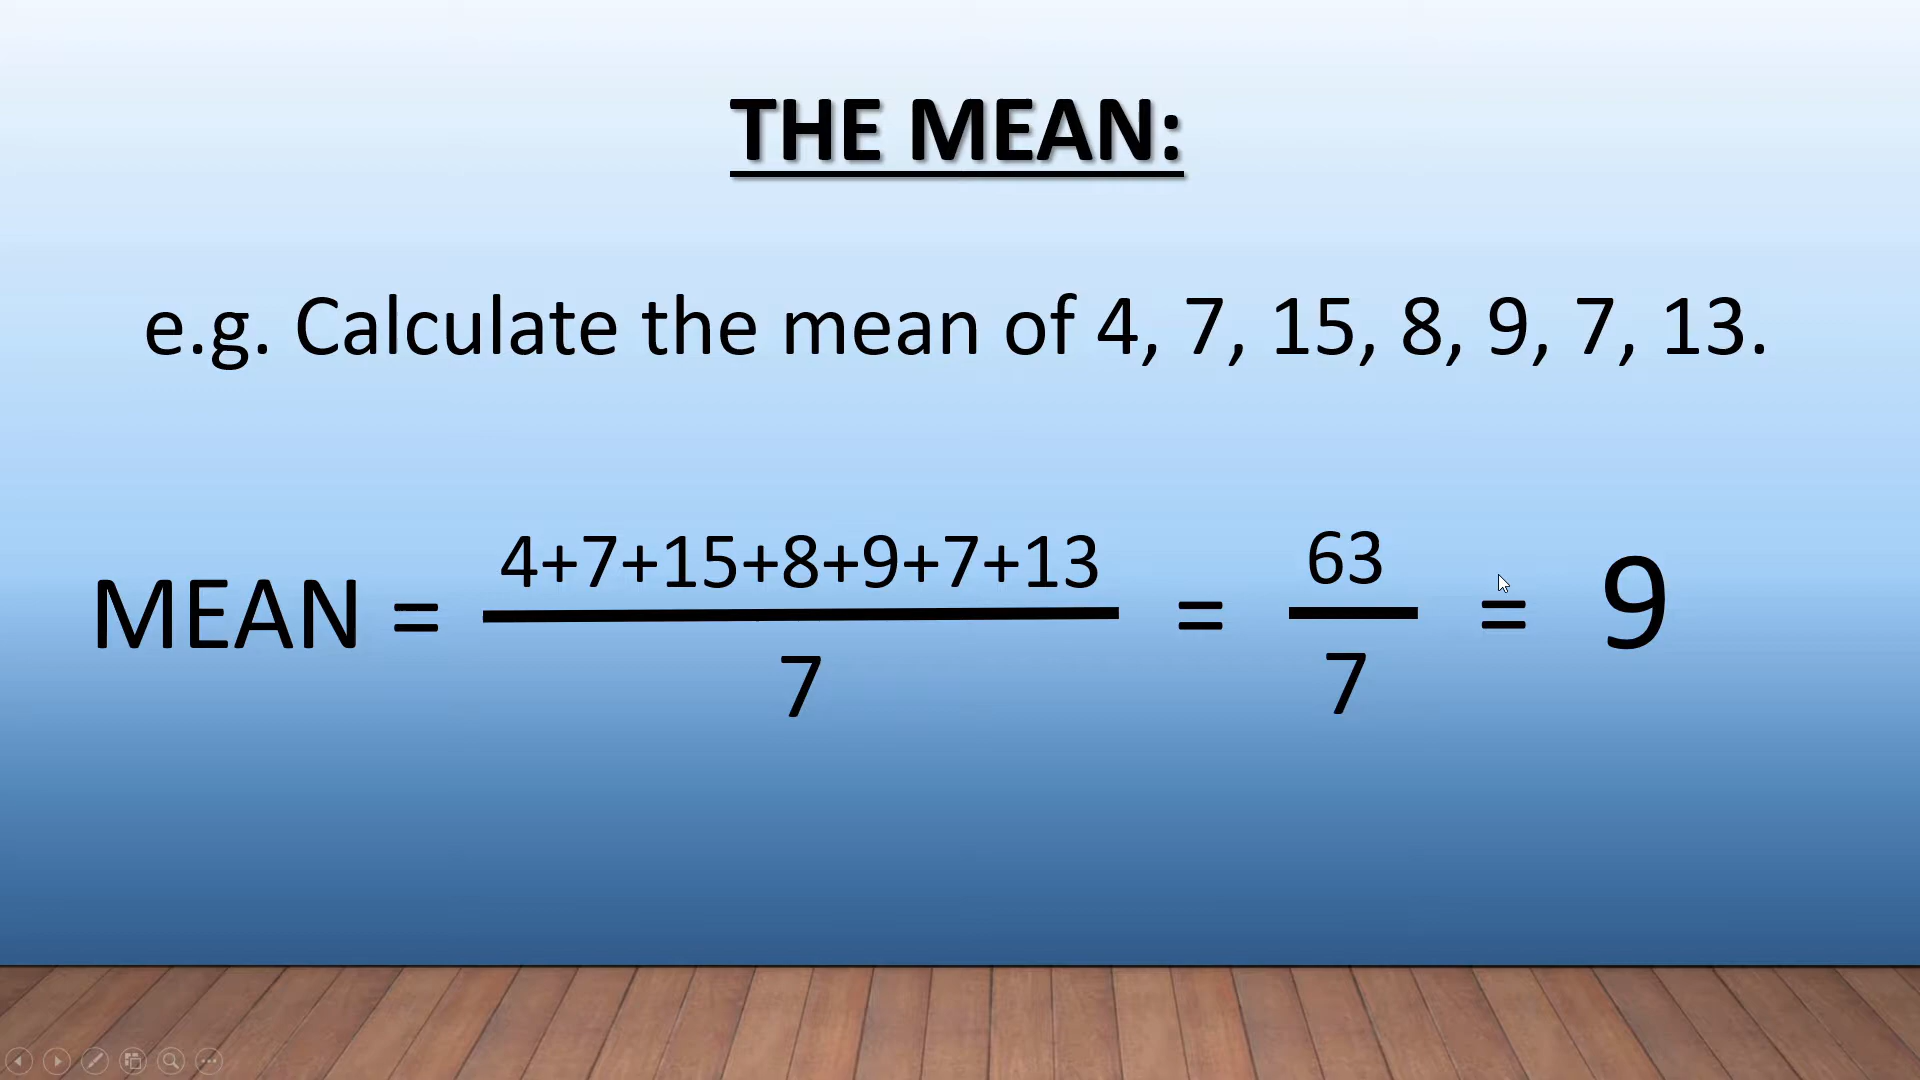 THE MEAN:
e.g. Calculate the mean of 4, 7, 15, 8, 9, 7, 13.
MEAN = 4+7+15+8+9+7+13 = 63 = 9
7 7